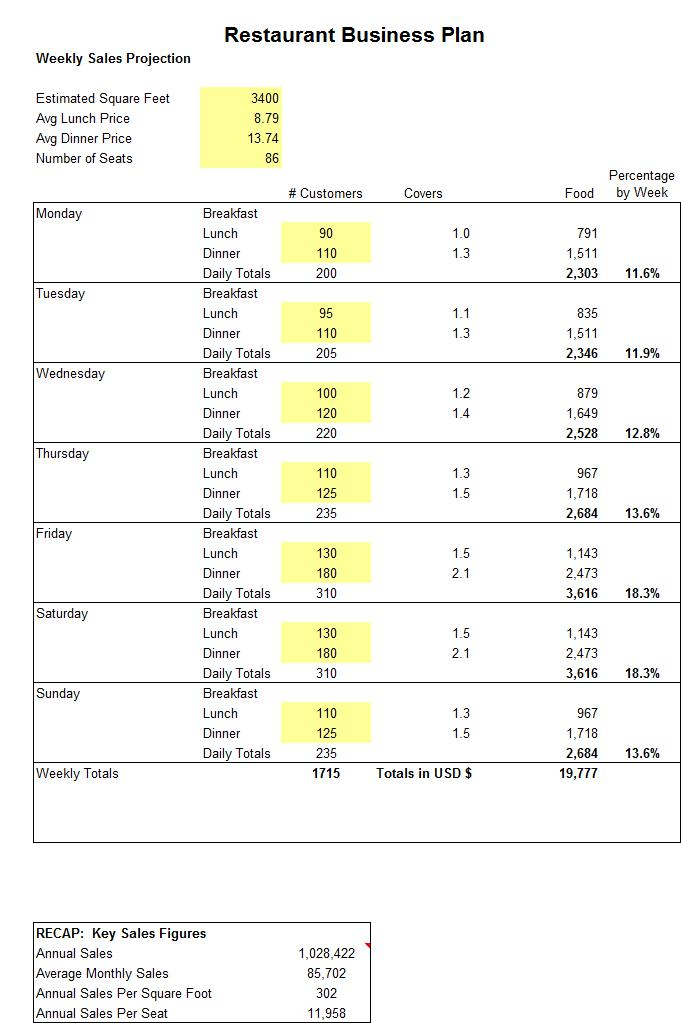 Restaurant Business Plan
Weekly Sales Projection
Estimated Square Feet 3400
Avg Lunch Price 8.79
Avg Dinner Price 13.74
Number of Seats 86
Percentage
# Customers Covers Food by Week
Monday Breakfast
Lunch 90 1.0 791
Dinner 110 1.3 1,511
Daily Totals 200 2,303 11.6%
Tuesday Breakfast
Lunch 95 1.1 835
Dinner 110 1.3 1,511
Daily Totals 205 2,346 11.9%
Wednesday Breakfast
Lunch 100 1.2 879
Dinner 120 1.4 1,649
Daily Totals 220 2,528 12.8%
Thursday Breakfast
Lunch 110 1.3 967
Dinner 125 1.5 1,718
Daily Totals 235 2,684 13.6%
Friday Breakfast
Lunch 130 1.5 1,143
Dinner 180 2.1 2,473
Daily Totals 310 3,616 18.3%
Saturday Breakfast
Lunch 130 1.5 1,143
Dinner 180 2.1 2,473
Daily Totals 310 3,616 18.3%
Sunday Breakfast
Lunch 110 1.3 967
Dinner 125 1.5 1,718
Daily Totals 235 2,684 13.6%
Weekly Totals 1715 Totals in USD $ 19,777
RECAP: Key Sales Figures
Annual Sales 1,028,422
Average Monthly Sales 85,702
Annual Sales Per Square Foot 302
Annual Sales Per Seat 11,958